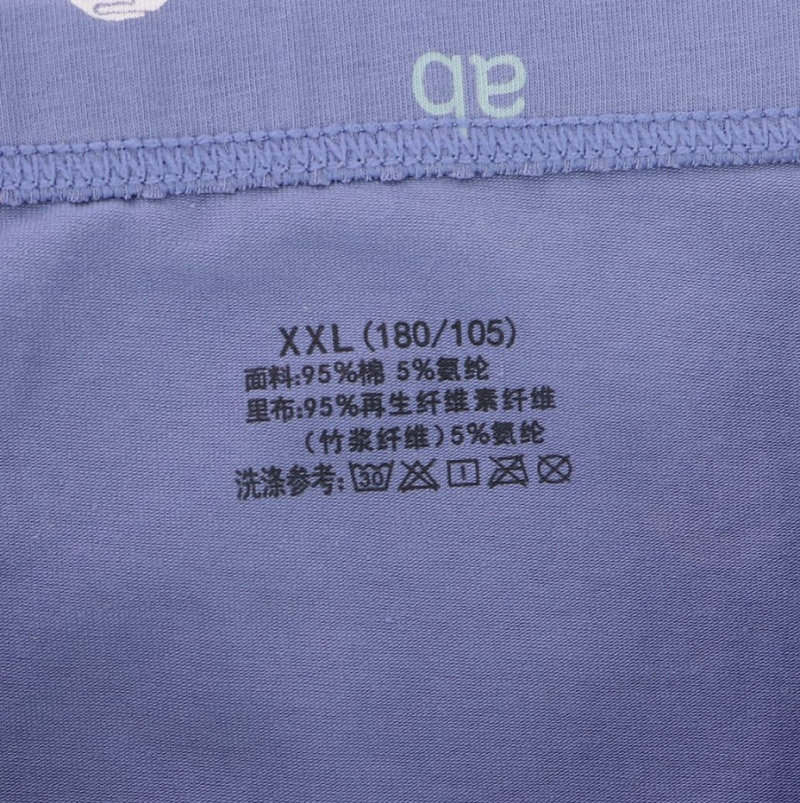 ab
XXL(180/105)
面料:95%棉 5%氨纶
里布:95%再生纤维素纤维
(竹浆纤维)5%氨纶
洗涤参考: 30